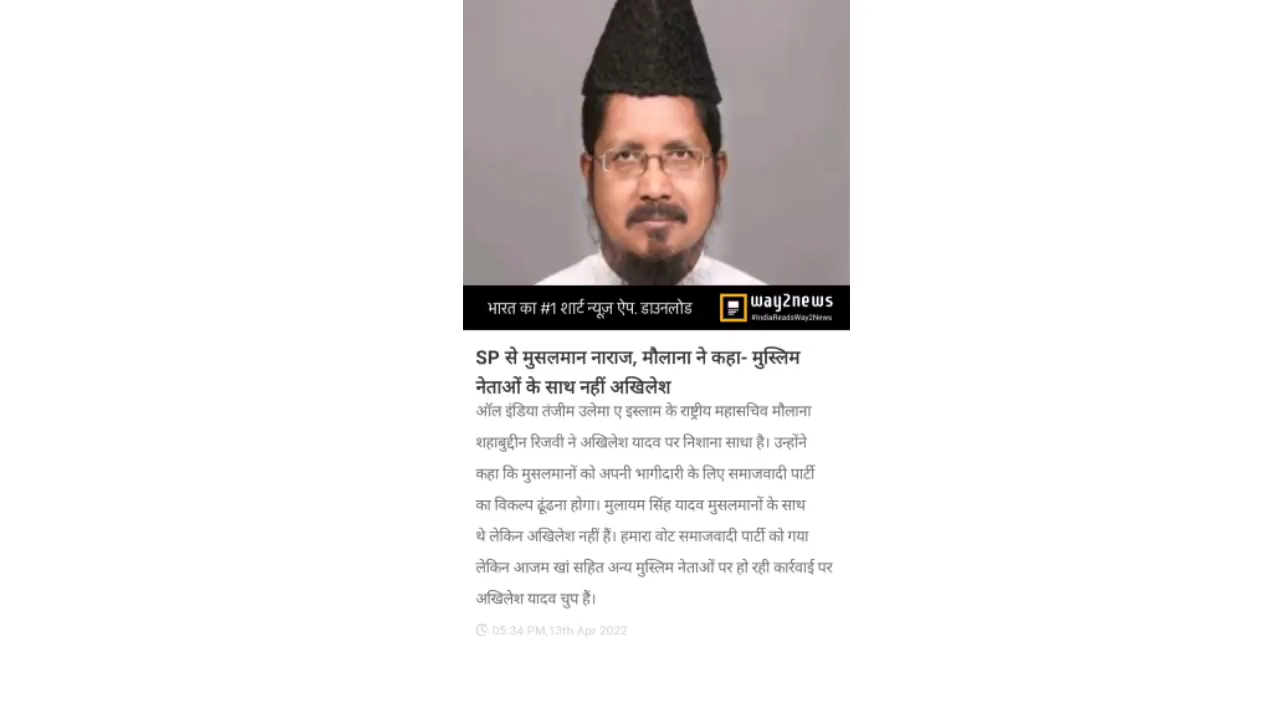 भारत का #1 शार्ट न्यूज़ ऐप. डाउनलोड
way2news
#IndiaReadsWay2News
SP से मुसलमान नाराज, मौलाना ने कहा- मुस्लिम
नेताओं के साथ नहीं अखिलेश
ऑल इंडिया तंजीम उलेमा ए इस्लाम के राष्ट्रीय महासचिव मौलाना
शहाबुद्दीन रिजवी ने अखिलेश यादव पर निशाना साधा है। उन्होंने
कहा कि मुसलमानों को अपनी भागीदारी के लिए समाजवादी पार्टी
का विकल्प ढूंढना होगा। मुलायम सिंह यादव मुसलमानों के साथ
थे लेकिन अखिलेश नहीं हैं। हमारा वोट समाजवादी पार्टी को गया
लेकिन आजम खां सहित अन्य मुस्लिम नेताओं पर हो रही कार्रवाई पर
अखिलेश यादव चुप हैं।
05:34 PM,13th Apr 2022